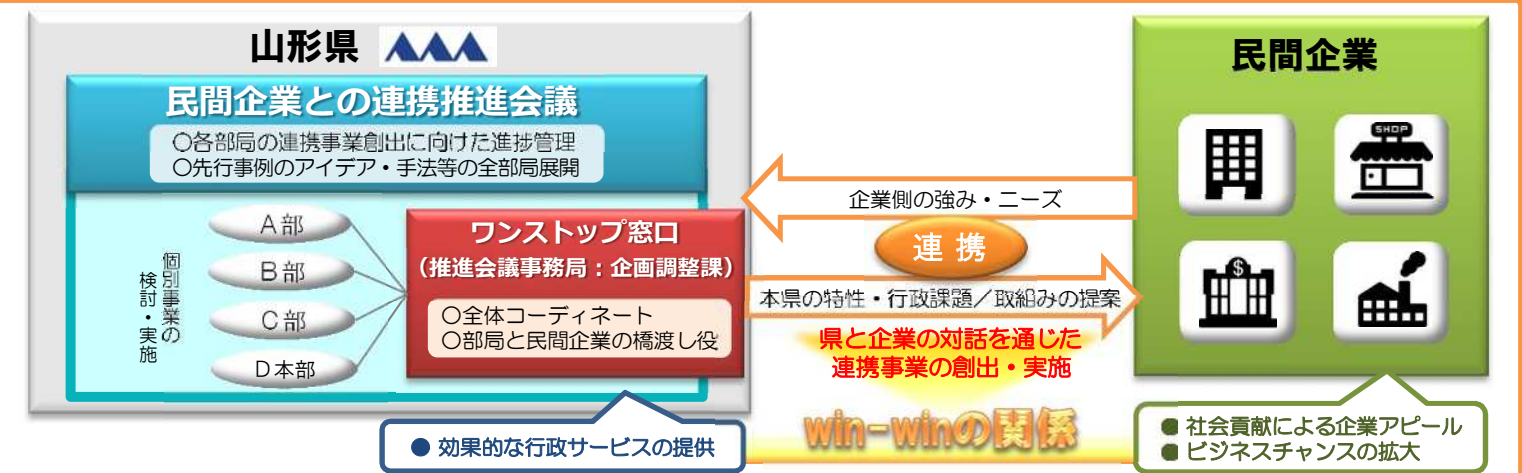 山形県
民間企業との連携推進会議
〇各部局の連携事業創出に向けた進捗管理
〇先行事例のアイデア・手法等の全部局展開
個別事業の
検討・実施
A部
B部
C部
D本部
ワンストップ窓口
(推進会議事務局:企画調整課)
〇全体コーディネート
〇部局と民間企業の橋渡し役
● 効果的な行政サービスの提供
企業側の強み・ニーズ
連携
本県の特性・行政課題/取組みの提案
県と企業の対話を通じた
連携事業の創出・実施
win-winの関係
民間企業
SHOP
$
● 社会貢献による企業アピール
● ビジネスチャンスの拡大